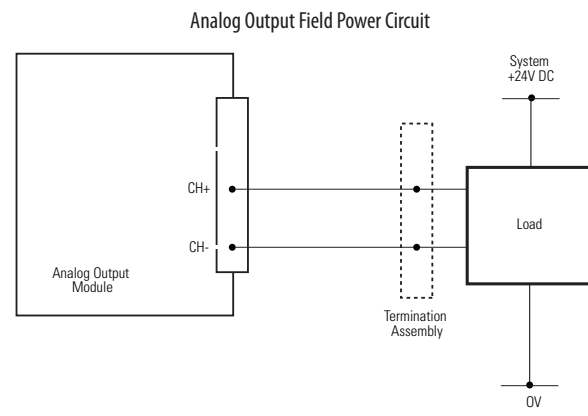 Analog Output Field Power Circuit
System
+24V DC
CH+
Load
CH-
Analog Output
Module
Termination
Assembly
0V